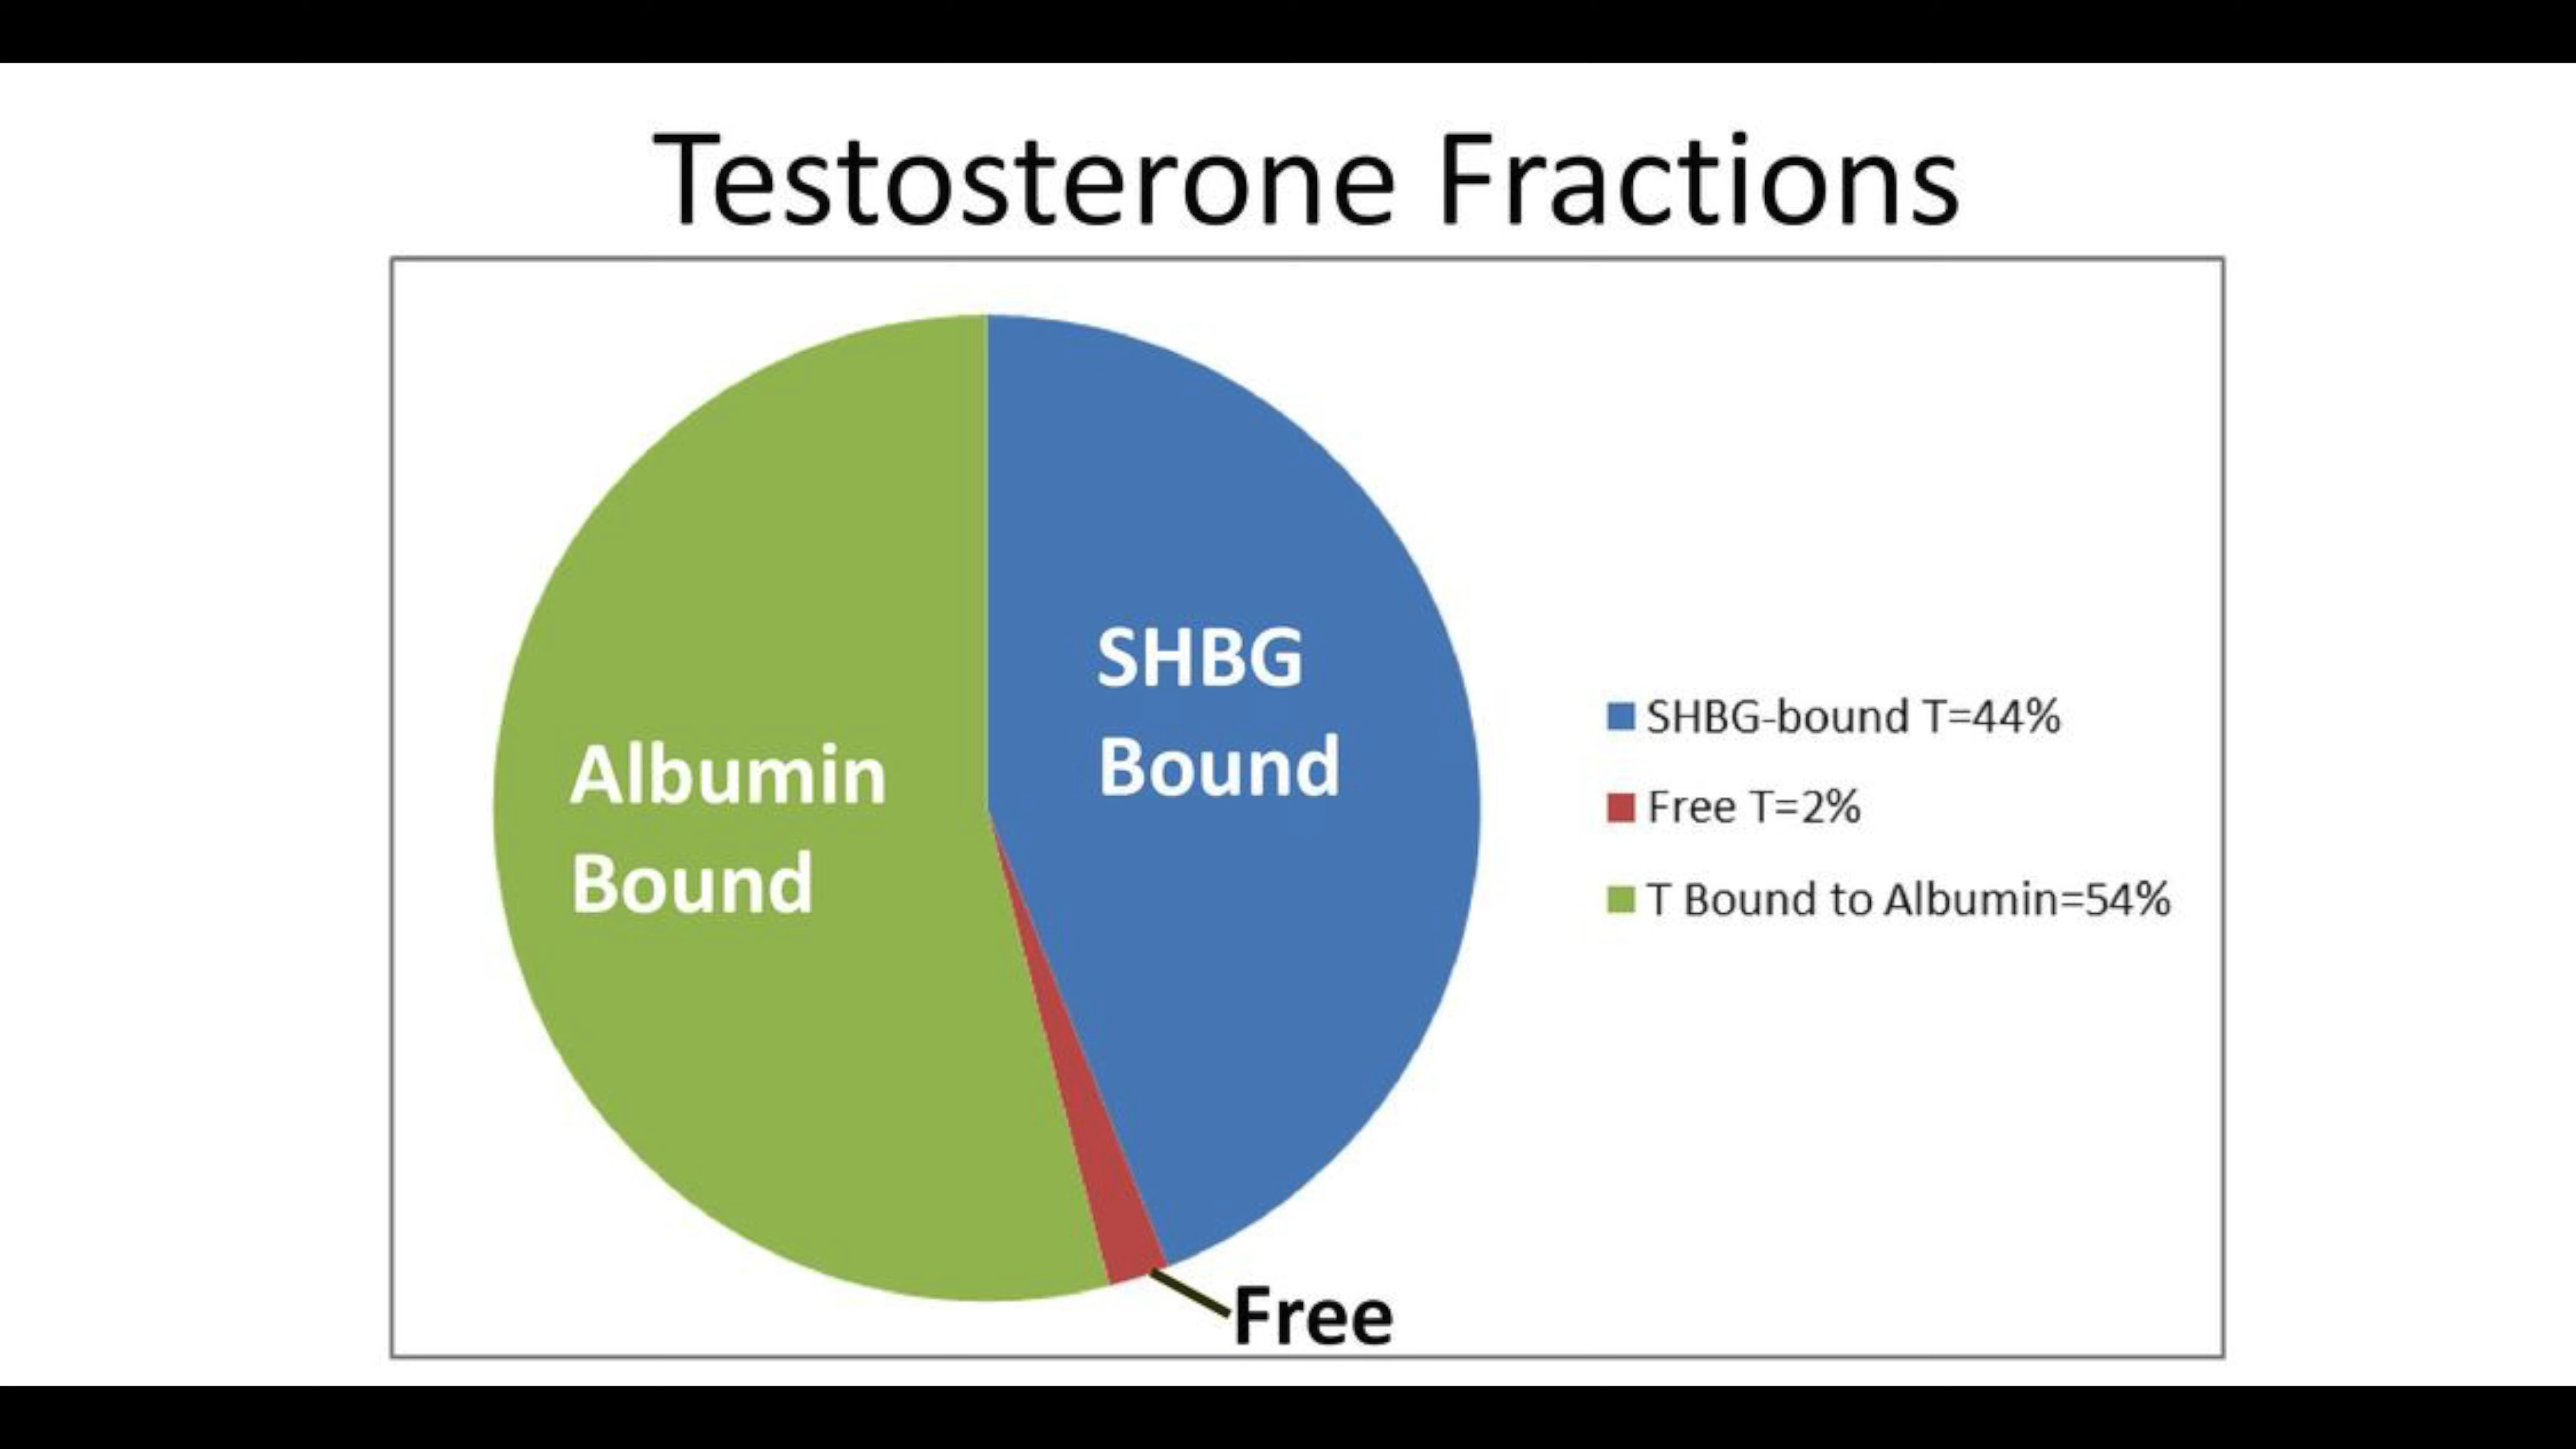 Testosterone Fractions
SHBG
Bound
Albumin
Bound
SHBG-bound T=44%
Free T=2%
T Bound to Albumin=54%
Free